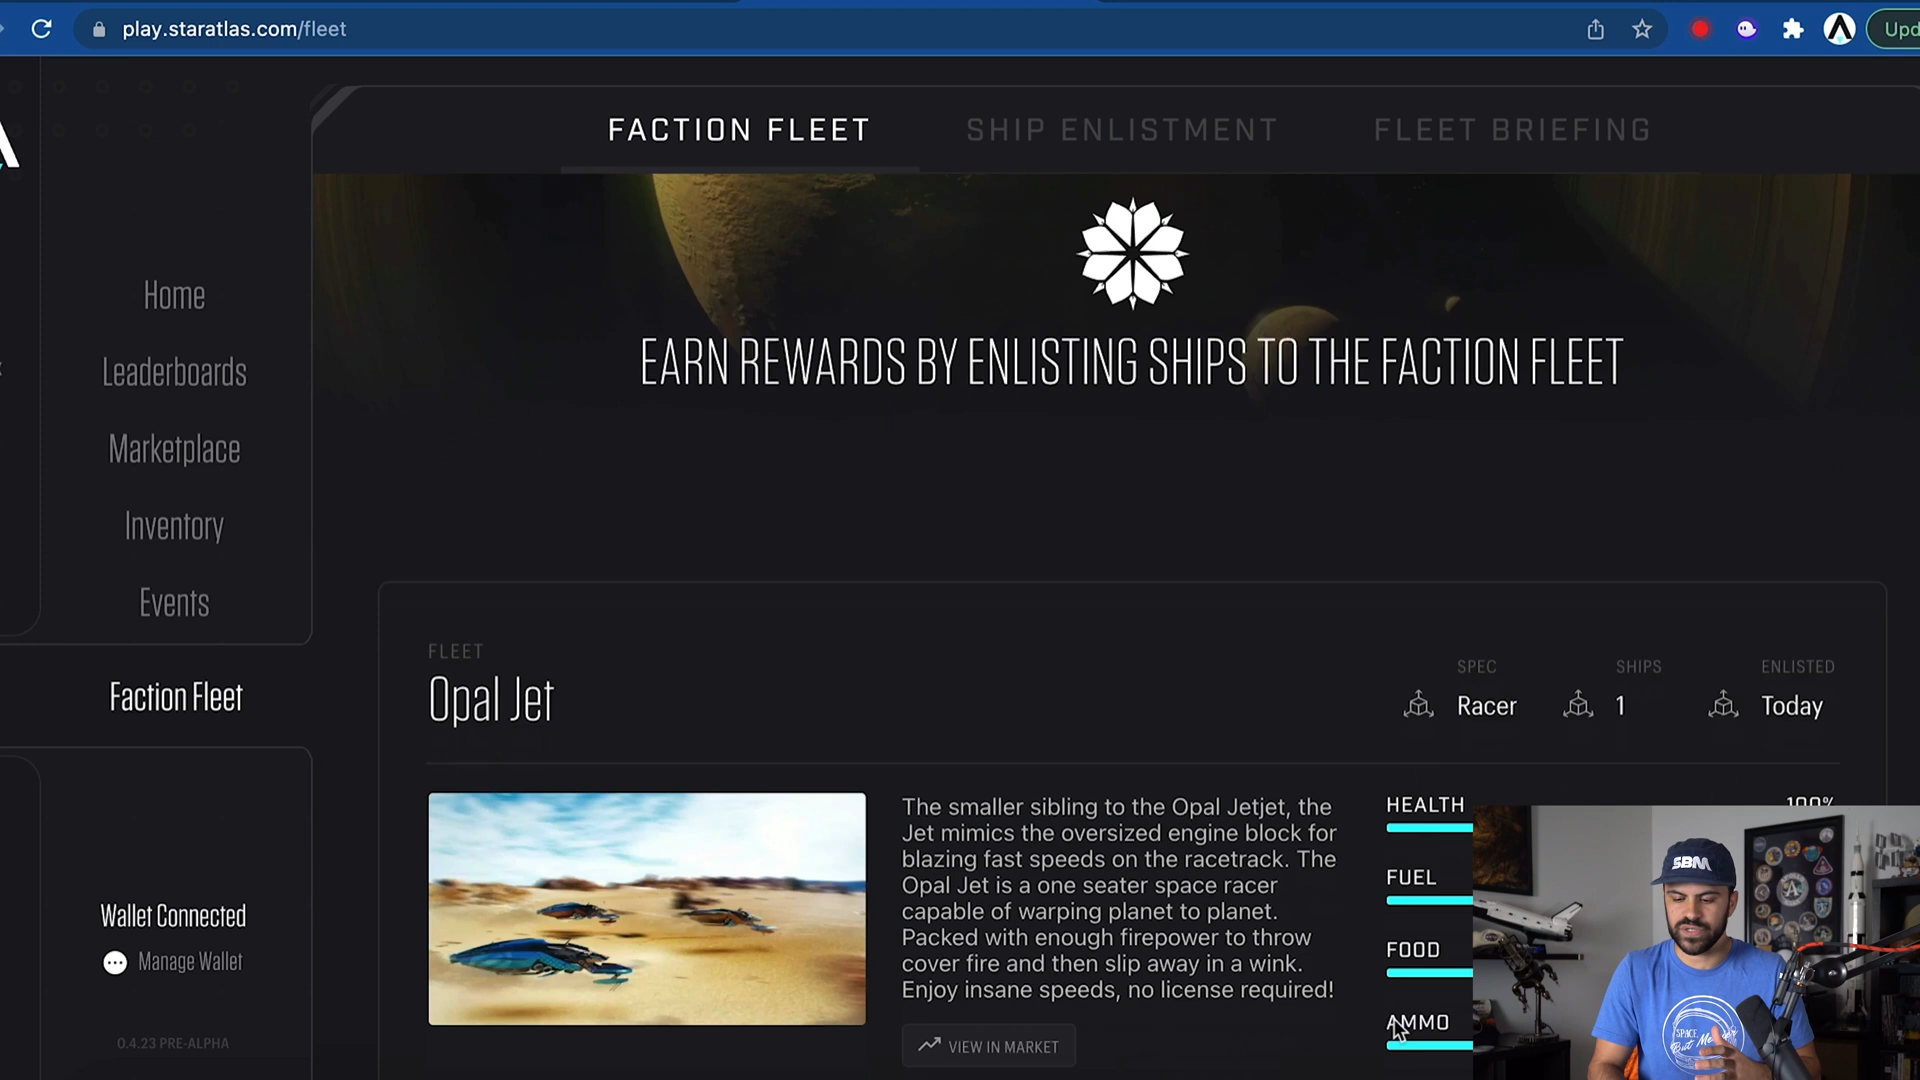 play.staratlas.com/fleet
Upd
FACTION FLEET
SHIP ENLISTMENT
FLEET BRIEFING
EARN REWARDS BY ENLISTING SHIPS TO THE FACTION FLEET
Home
Leaderboards
Marketplace
Inventory
Events
Faction Fleet
Wallet Connected
Manage Wallet
0.4.23 PRE-ALPHA
FLEET
Opal Jet
SPEC
Racer
SHIPS
1
ENLISTED
Today
The smaller sibling to the Opal Jetjet, the
Jet mimics the oversized engine block for
blazing fast speeds on the racetrack. The
Opal Jet is a one seater space racer
capable of warping planet to planet.
Packed with enough firepower to throw
cover fire and then slip away in a wink.
Enjoy insane speeds, no license required!
VIEW IN MARKET
HEALTH
100%
FUEL
FOOD
AMMO
SBM
SPACE
But Me